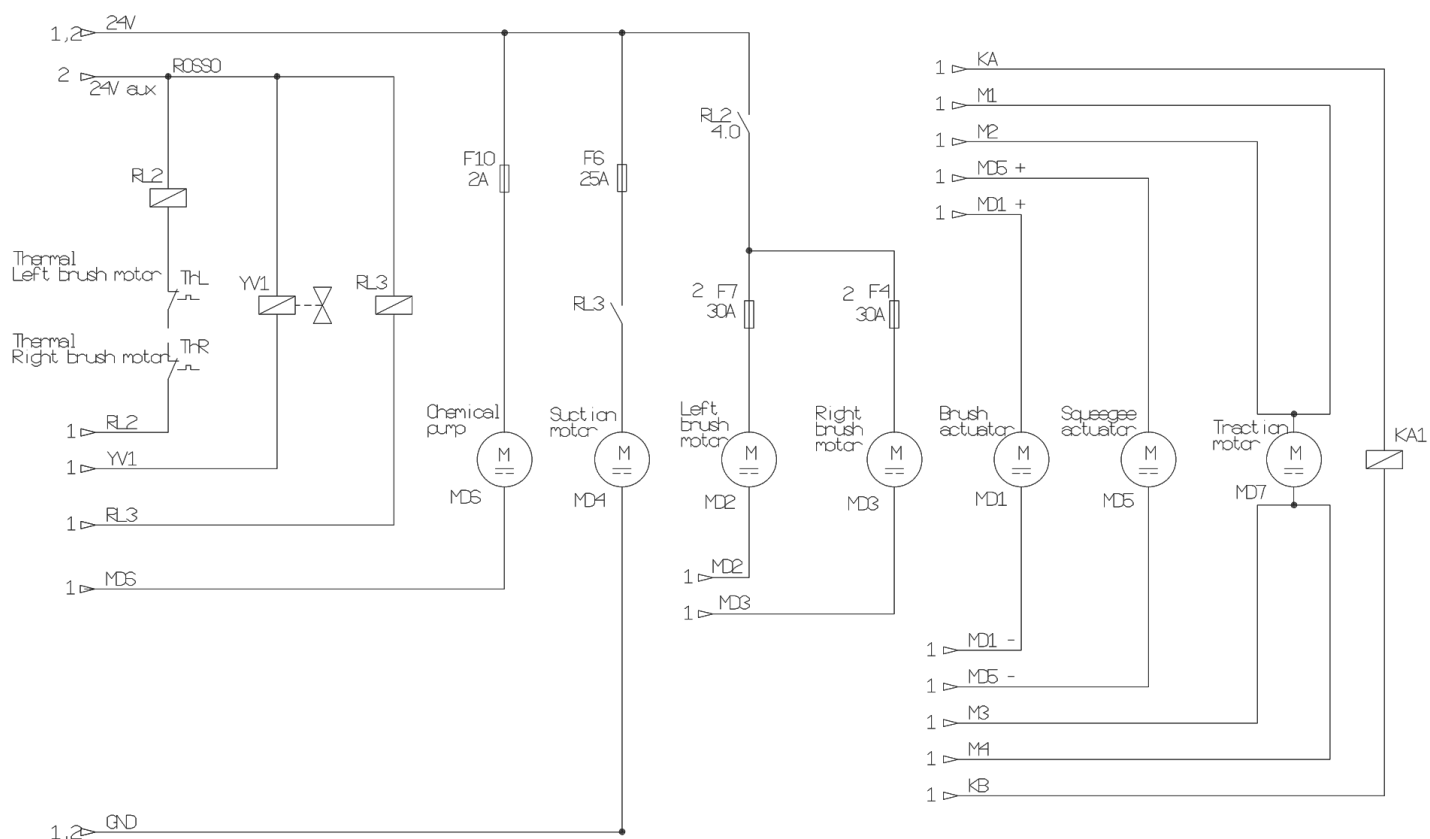 1,2 24V
2 24V aux ROSSO
RL2
Thermal
Left brush motor ThL
Thermal
Right brush motor ThR
YV1
RL3
1 RL2
1 YV1
1 RL3
1 MD6
1,2 GND
F10
2A
Chemical
pump
M
MD6
F6
25A
RL3
Suction
motor
M
MD4
RL2
4.0
2 F7
30A
Left
brush
motor
M
MD2
2 F4
30A
Right
brush
motor
M
MD3
1 MD2
1 MD3
1 KA
1 M1
1 M2
1 MD5 +
1 MD1 +
Brush
actuator
M
MD1
Squeegee
actuator
M
MD5
Traction
motor
M
MD7
KA1
1 MD1 -
1 MD5 -
1 M3
1 M4
1 KB